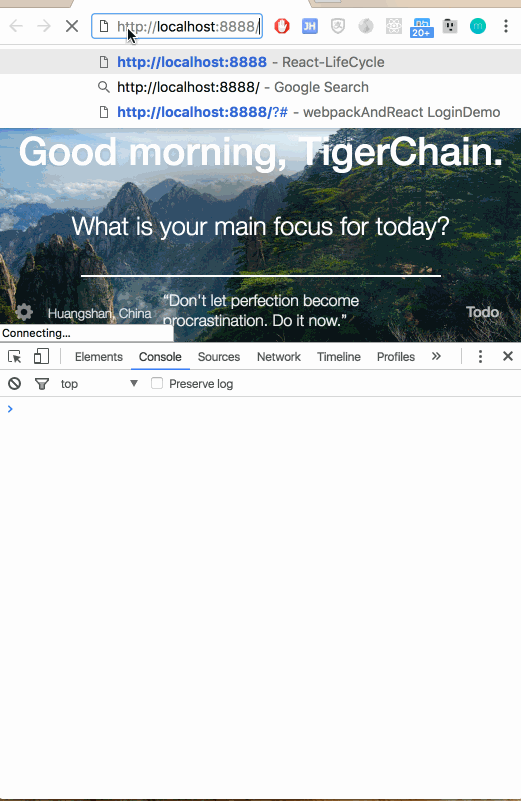 http://localhost:8888/
JH
20+
m
http://localhost:8888 - React-LifeCycle
http://localhost:8888/ - Google Search
http://localhost:8888/?# - webpackAndReact LoginDemo
Good morning, TigerChain.
What is your main focus for today?
"Don't let perfection become
procrastination. Do it now."
Huangshan, China
Todo
Connecting...
Elements Console Sources Network Timeline Profiles »
top Preserve log